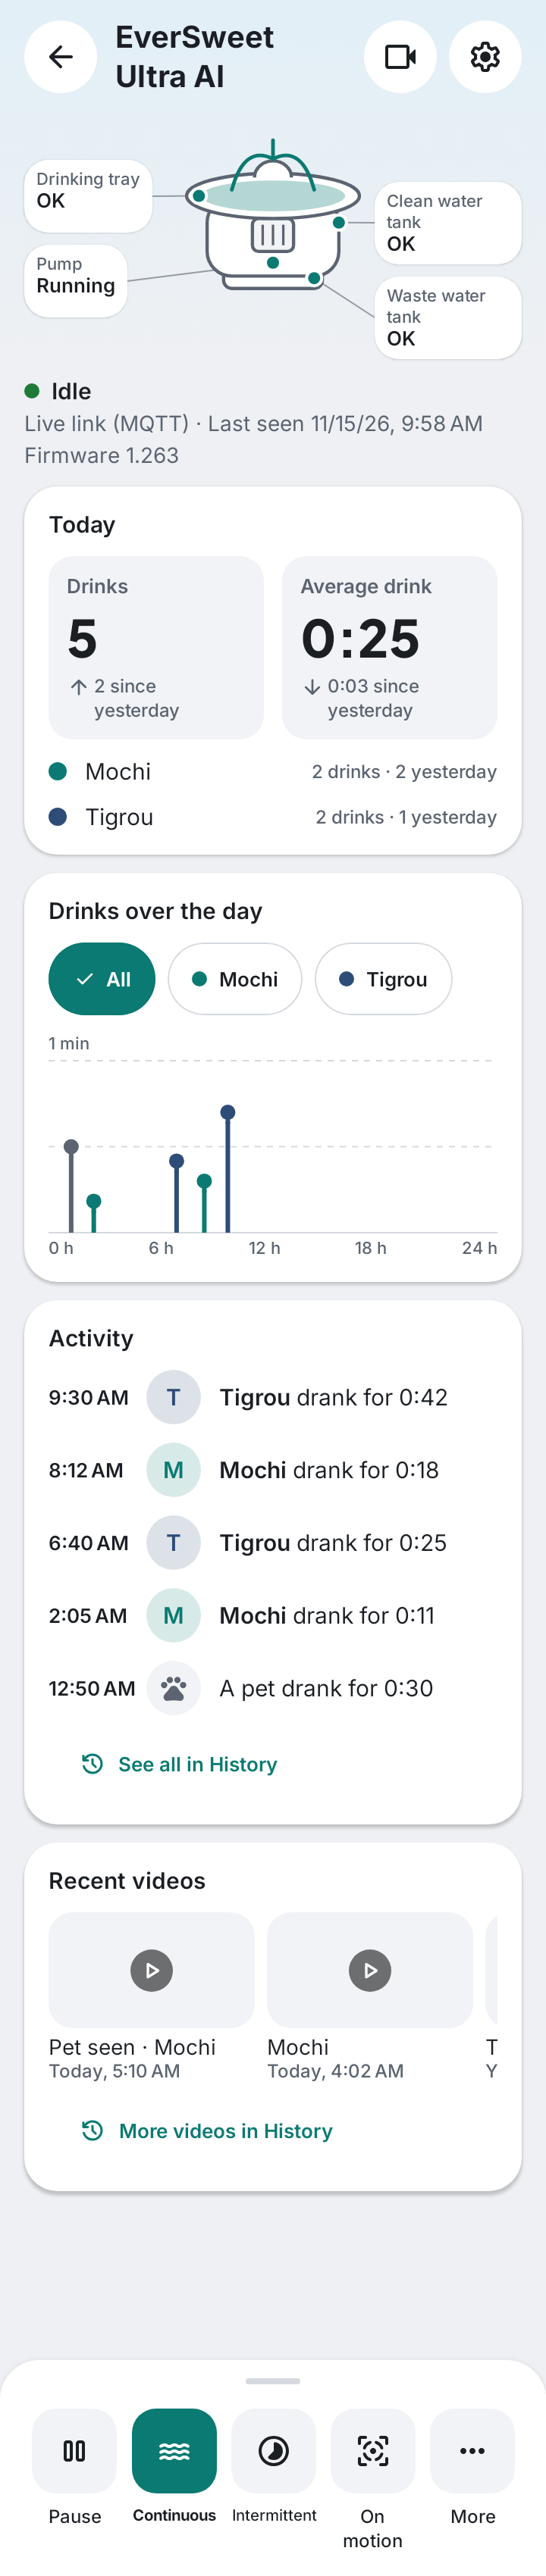 EverSweet
Ultra AI
Drinking tray
OK
Clean water
tank
OK
Pump
Running
Waste water
tank
OK
Idle
Live link (MQTT) · Last seen 11/15/26, 9:58 AM
Firmware 1.263
Today
Drinks
5
↑ 2 since
yesterday
Average drink
0:25
↓ 0:03 since
yesterday
Mochi 2 drinks · 2 yesterday
Tigrou 2 drinks · 1 yesterday
Drinks over the day
All Mochi Tigrou
1 min
0 h 6 h 12 h 18 h 24 h
Activity
9:30 AM T Tigrou drank for 0:42
8:12 AM M Mochi drank for 0:18
6:40 AM T Tigrou drank for 0:25
2:05 AM M Mochi drank for 0:11
12:50 AM A pet drank for 0:30
See all in History
Recent videos
Pet seen · Mochi Mochi T
Today, 5:10 AM Today, 4:02 AM Y
More videos in History
Pause Continuous Intermittent On
motion More